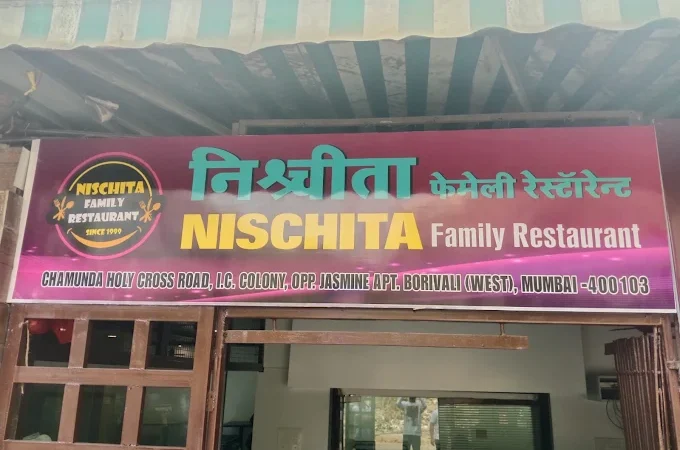 NISCHITA
FAMILY
RESTAURANT
SINCE 1999
निश्चीता फेमेली रेस्टॉरेन्ट
NISCHITA Family Restaurant
CHAMUNDA HOLY CROSS ROAD, I.C. COLONY, OPP. JASMINE APT. BORIVALI (WEST), MUMBAI -400103